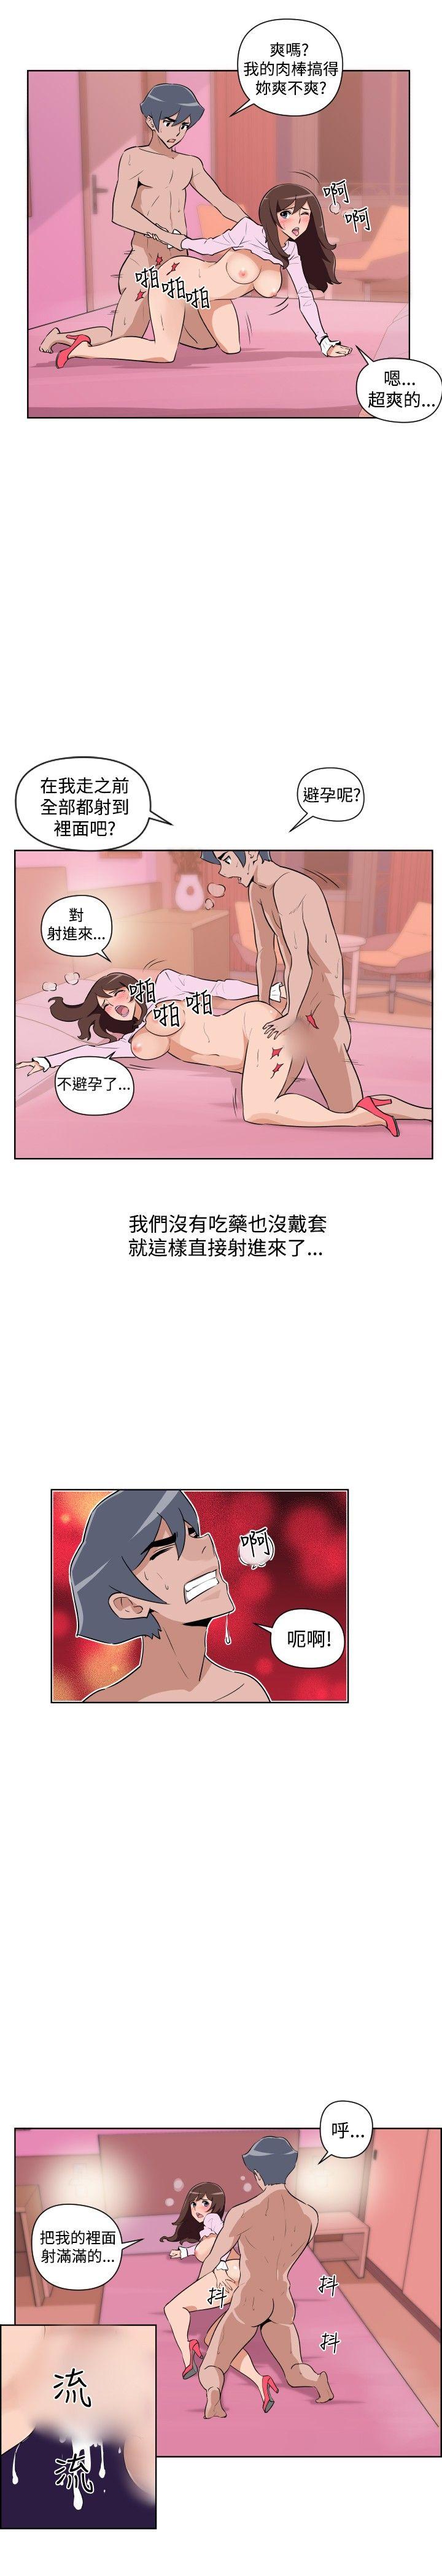 爽嗎?
我的肉棒搞得
妳爽不爽?
啊
啊
啪
啪
啪
嗯...
超爽的...
在我走之前
全部都射到
裡面吧?
避孕呢?
對
射進來...
啪
啪
啪
不避孕了...
我們沒有吃藥也沒戴套
就這樣直接射進來了...
啊
呃啊!
呼...
把我的裡面
射滿滿的...
抖
抖
抖
流
流